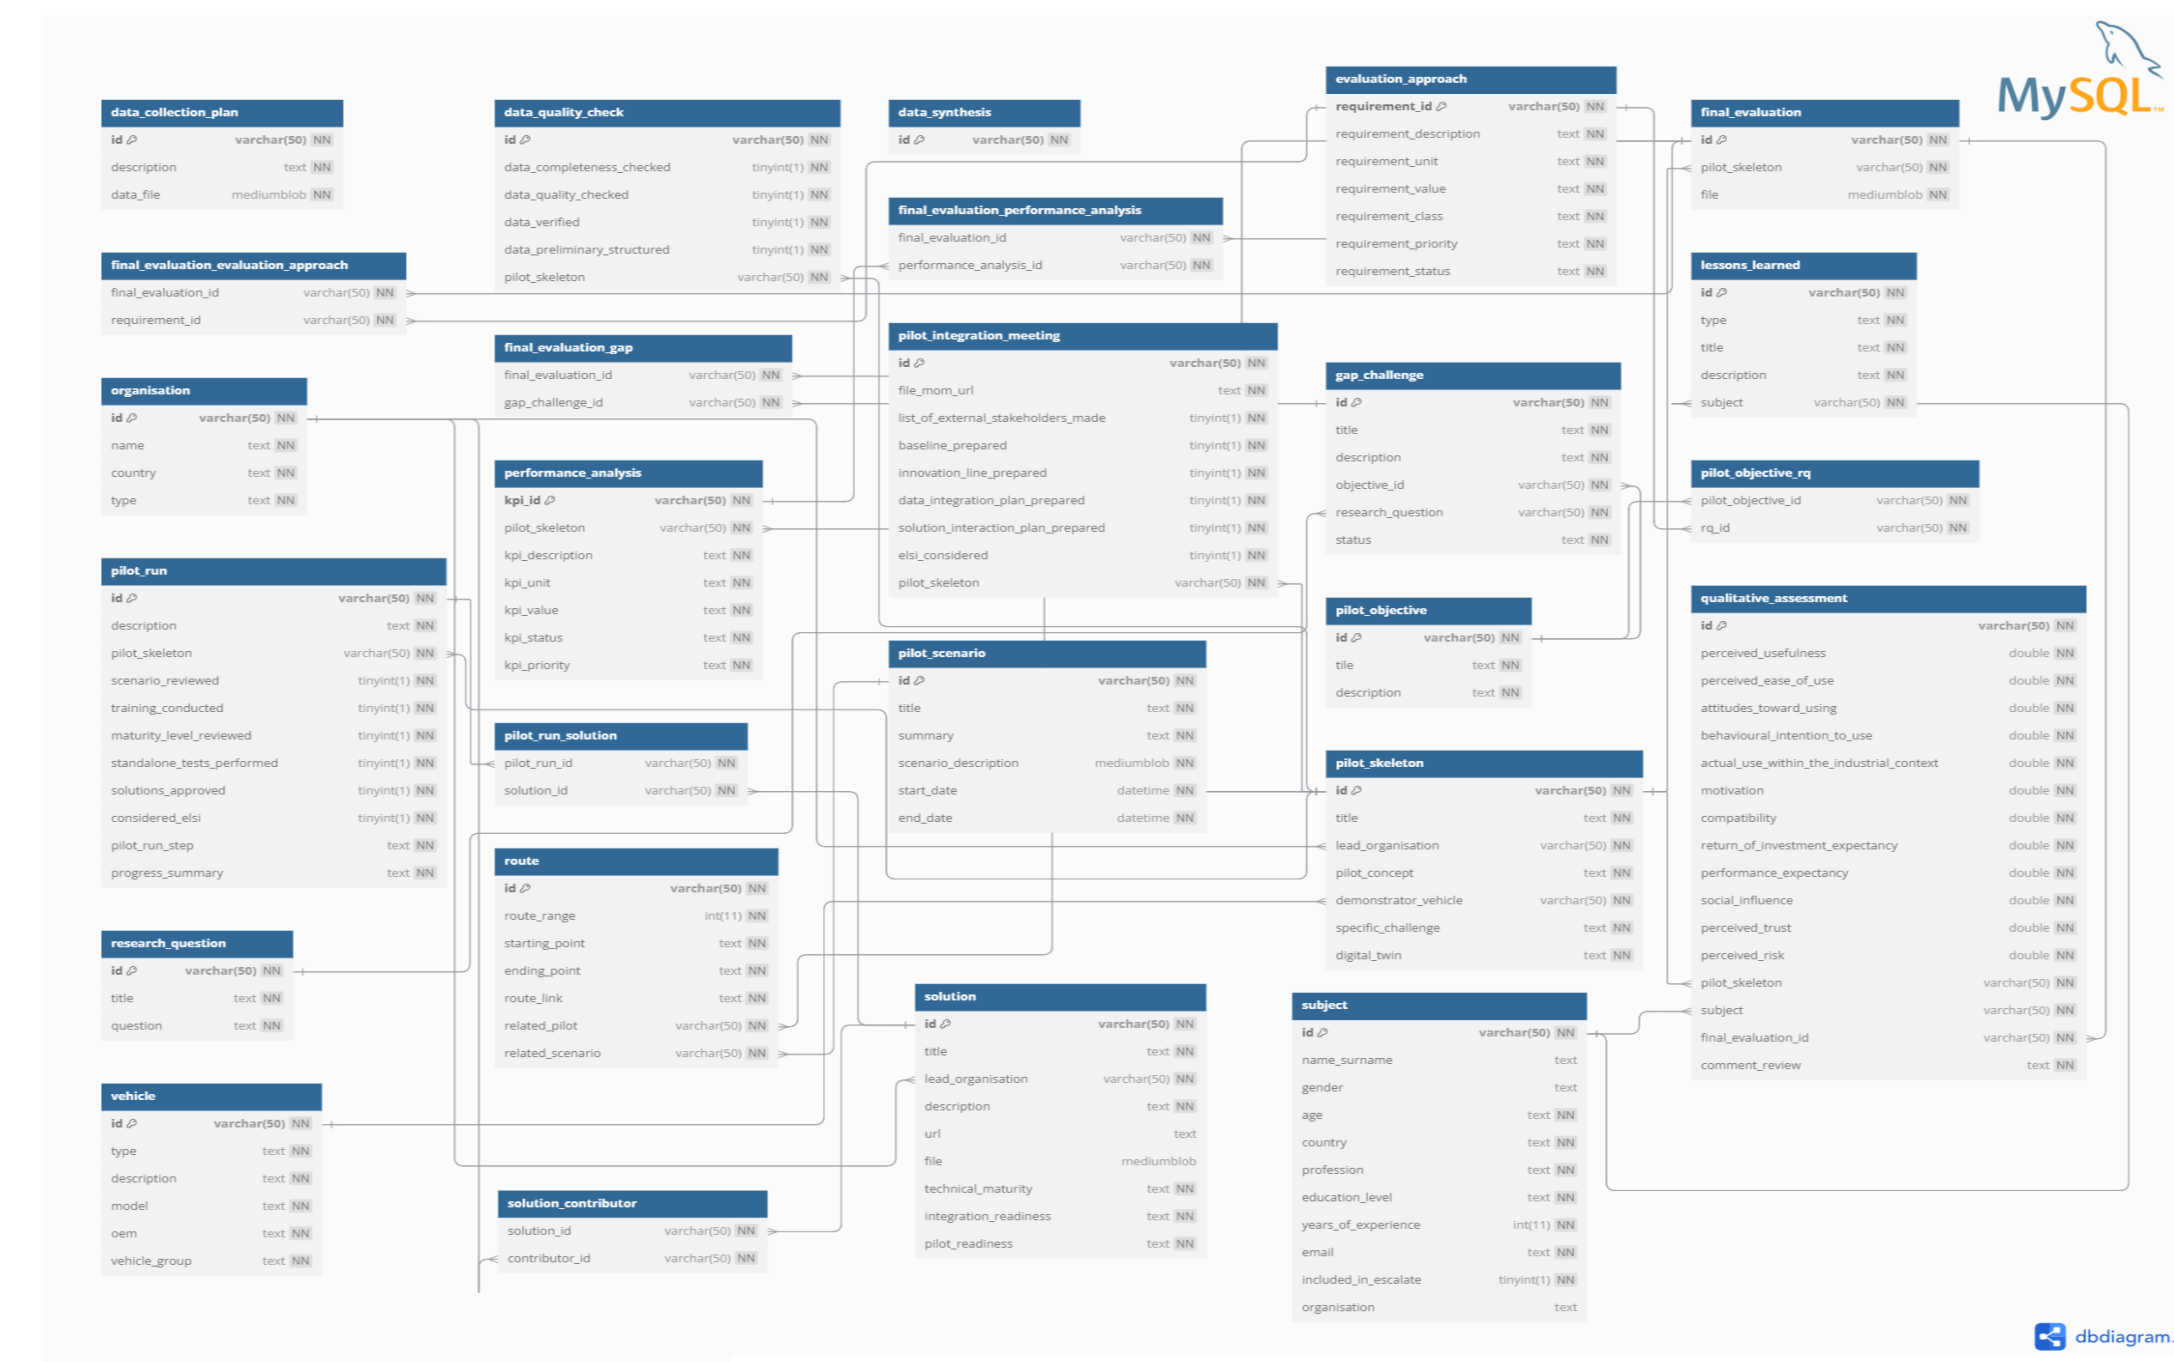 MySQL™
data_collection_plan
id varchar(50) NN
description text NN
data_file mediumblob NN
final_evaluation_evaluation_approach
final_evaluation_id varchar(50) NN
requirement_id varchar(50) NN
organisation
id varchar(50) NN
name text NN
country text NN
type text NN
pilot_run
id varchar(50) NN
description text NN
pilot_skeleton varchar(50) NN
scenario_reviewed tinyint(1) NN
training_conducted tinyint(1) NN
maturity_level_reviewed tinyint(1) NN
standalone_tests_performed tinyint(1) NN
solutions_approved tinyint(1) NN
considered_elsi tinyint(1) NN
pilot_run_step text NN
progress_summary text NN
research_question
id varchar(50) NN
title text NN
question text NN
vehicle
id varchar(50) NN
type text NN
description text NN
model text NN
oem text NN
vehicle_group text NN
data_quality_check
id varchar(50) NN
data_completeness_checked tinyint(1) NN
data_quality_checked tinyint(1) NN
data_verified tinyint(1) NN
data_preliminary_structured tinyint(1) NN
pilot_skeleton varchar(50) NN
final_evaluation_gap
final_evaluation_id varchar(50) NN
gap_challenge_id varchar(50) NN
performance_analysis
kpi_id varchar(50) NN
pilot_skeleton varchar(50) NN
kpi_description text NN
kpi_unit text NN
kpi_value text NN
kpi_status text NN
kpi_priority text NN
pilot_run_solution
pilot_run_id varchar(50) NN
solution_id varchar(50) NN
route
id varchar(50) NN
route_range int(11) NN
starting_point text NN
ending_point text NN
route_link text NN
related_pilot varchar(50) NN
related_scenario varchar(50) NN
solution_contributor
solution_id varchar(50) NN
contributor_id varchar(50) NN
data_synthesis
id varchar(50) NN
final_evaluation_performance_analysis
final_evaluation_id varchar(50) NN
performance_analysis_id varchar(50) NN
pilot_integration_meeting
id varchar(50) NN
file_mom_url text NN
list_of_external_stakeholders_made tinyint(1) NN
baseline_prepared tinyint(1) NN
innovation_line_prepared tinyint(1) NN
data_integration_plan_prepared tinyint(1) NN
solution_interaction_plan_prepared tinyint(1) NN
elsi_considered tinyint(1) NN
pilot_skeleton varchar(50) NN
pilot_scenario
id varchar(50) NN
title text NN
summary text NN
scenario_description mediumblob NN
start_date datetime NN
end_date datetime NN
solution
id varchar(50) NN
title text NN
lead_organisation varchar(50) NN
description text NN
url text
file mediumblob
technical_maturity text NN
integration_readiness text NN
pilot_readiness text NN
evaluation_approach
requirement_id varchar(50) NN
requirement_description text NN
requirement_unit text NN
requirement_value text NN
requirement_class text NN
requirement_priority text NN
requirement_status text NN
gap_challenge
id varchar(50) NN
title text NN
description text NN
objective_id varchar(50) NN
research_question varchar(50) NN
status text NN
pilot_objective
id varchar(50) NN
tile text NN
description text NN
pilot_skeleton
id varchar(50) NN
title text NN
lead_organisation varchar(50) NN
pilot_concept text NN
demonstrator_vehicle varchar(50) NN
specific_challenge text NN
digital_twin text NN
subject
id varchar(50) NN
name_surname text
gender text
age text NN
country text NN
profession text NN
education_level text NN
years_of_experience int(11) NN
email text NN
included_in_escalate tinyint(1) NN
organisation text
final_evaluation
id varchar(50) NN
pilot_skeleton varchar(50) NN
file mediumblob NN
lessons_learned
id varchar(50) NN
type text NN
title text NN
description text NN
subject varchar(50) NN
pilot_objective_rq
pilot_objective_id varchar(50) NN
rq_id varchar(50) NN
qualitative_assessment
id varchar(50) NN
perceived_usefulness double NN
perceived_ease_of_use double NN
attitudes_toward_using double NN
behavioural_intention_to_use double NN
actual_use_within_the_industrial_context double NN
motivation double NN
compatibility double NN
return_of_investment_expectancy double NN
performance_expectancy double NN
social_influence double NN
perceived_trust double NN
perceived_risk double NN
pilot_skeleton varchar(50) NN
subject varchar(50) NN
final_evaluation_id varchar(50) NN
comment_review text NN
dbdiagram.